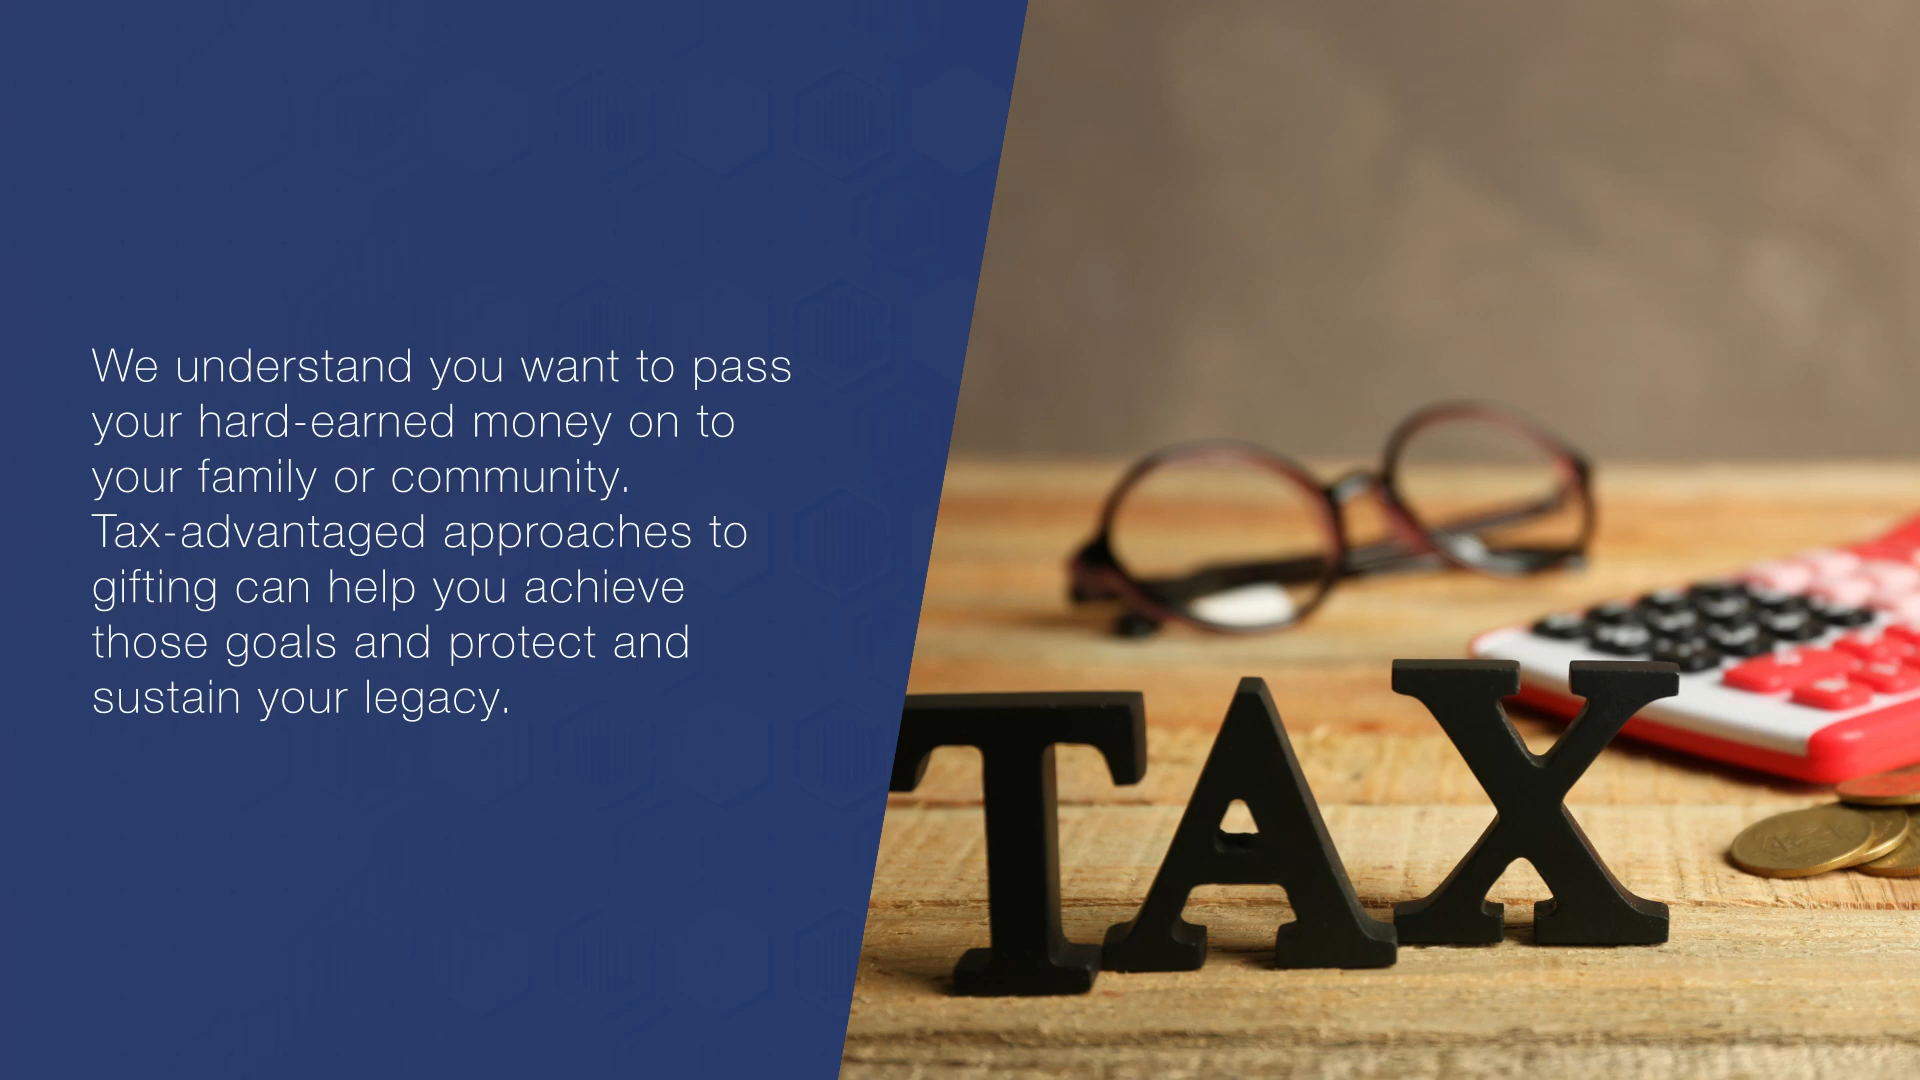 We understand you want to pass
your hard-earned money on to
your family or community.
Tax-advantaged approaches to
gifting can help you achieve
those goals and protect and
sustain your legacy.
TAX